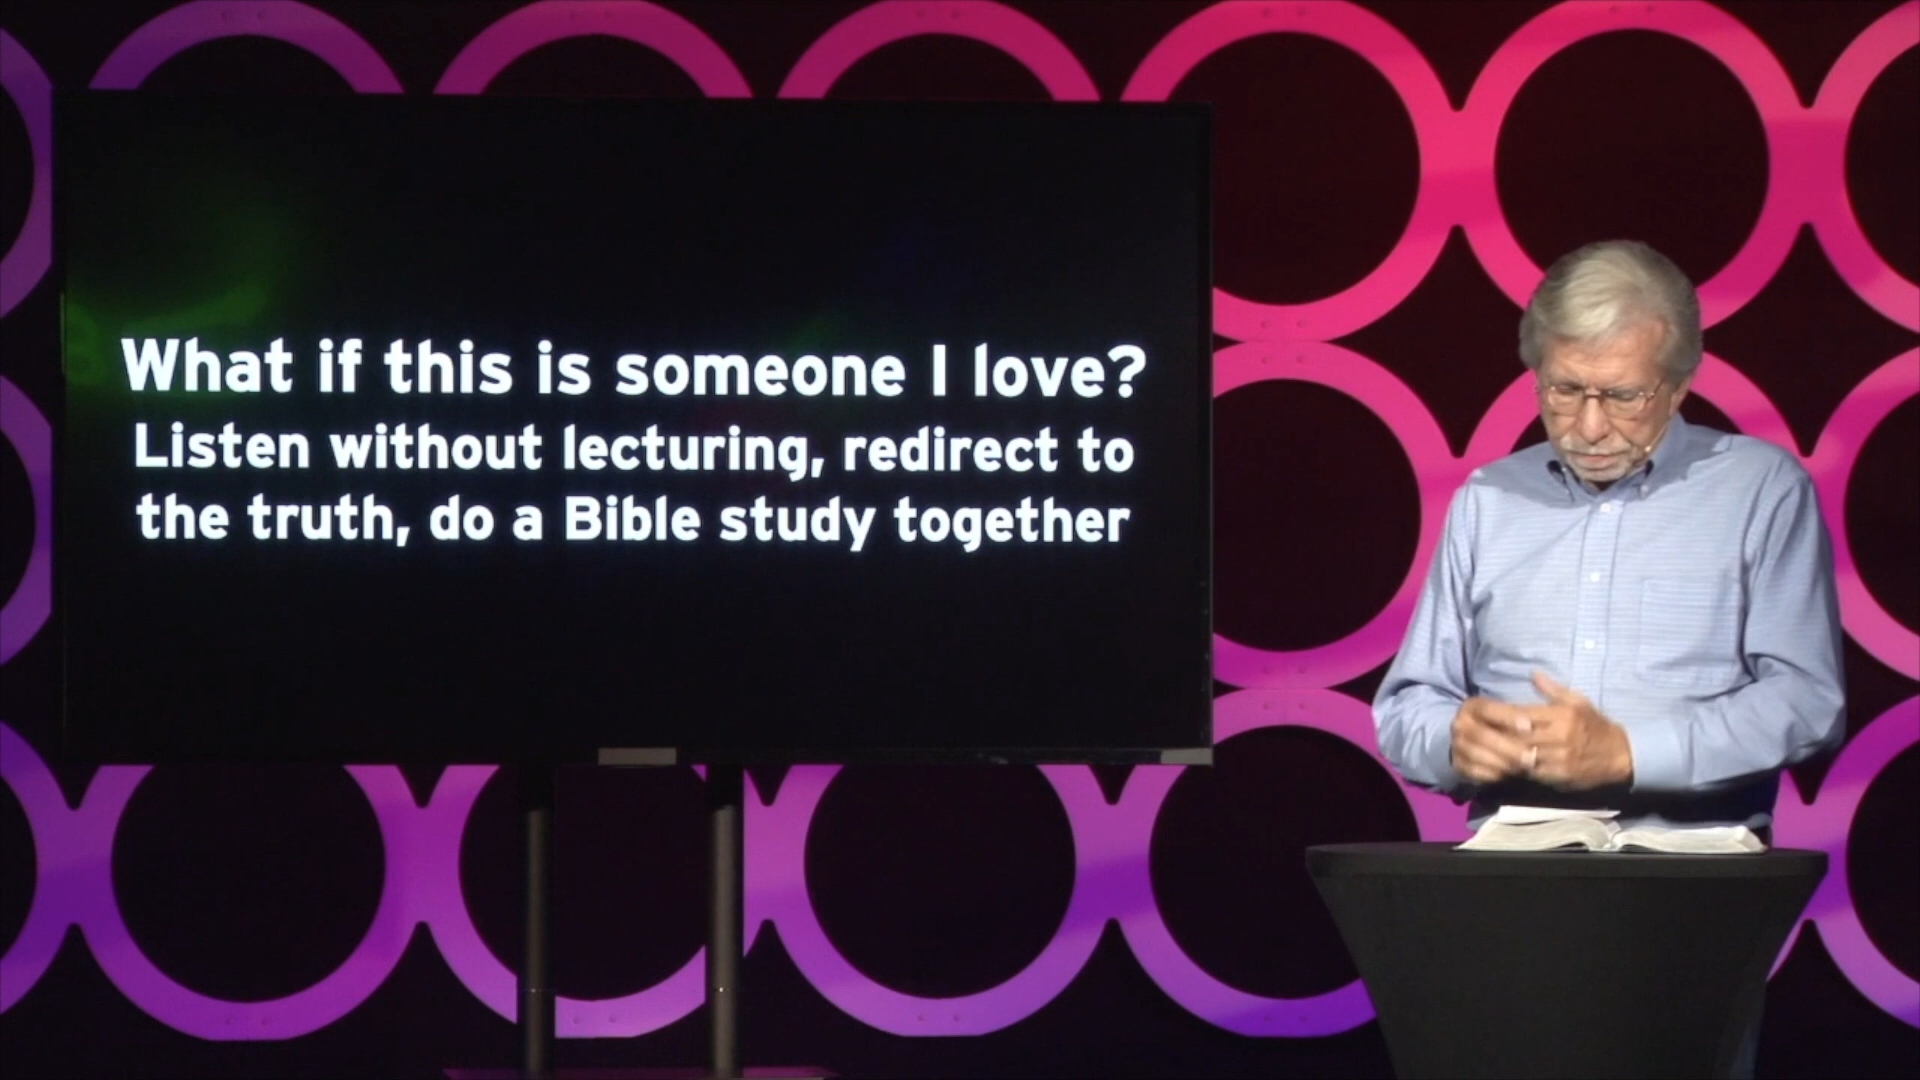 What if this is someone I love?
Listen without lecturing, redirect to
the truth, do a Bible study together